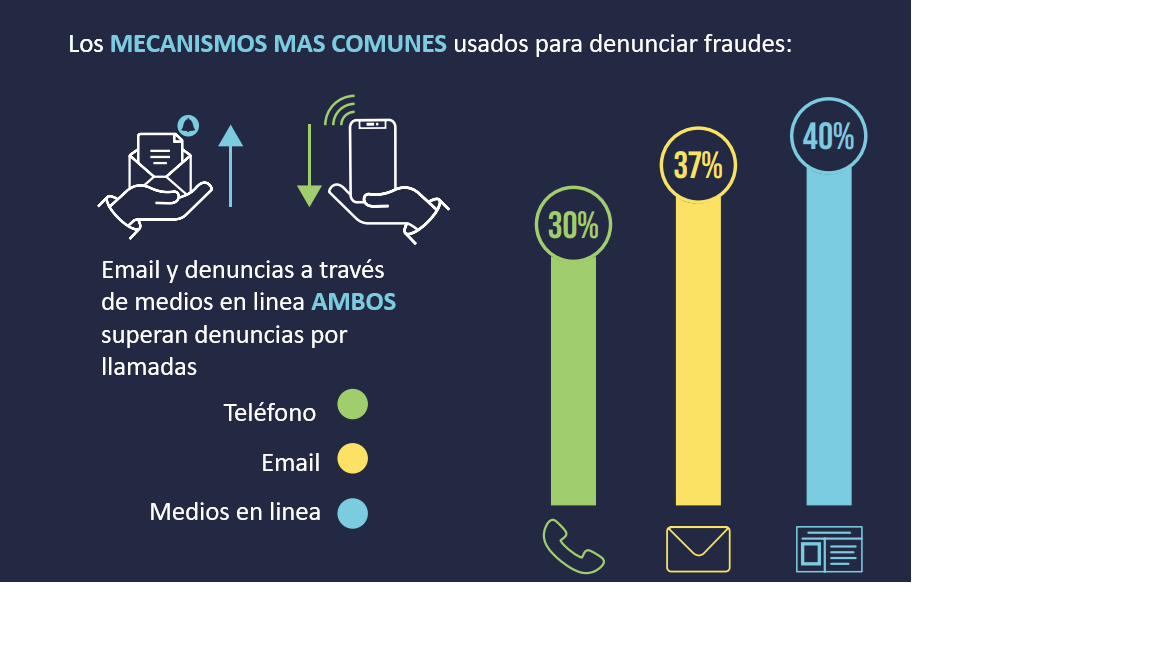 Los MECANISMOS MAS COMUNES usados para denunciar fraudes:
40%
37%
30%
Email y denuncias a través
de medios en linea AMBOS
superan denuncias por
llamadas
Teléfono
Email
Medios en linea